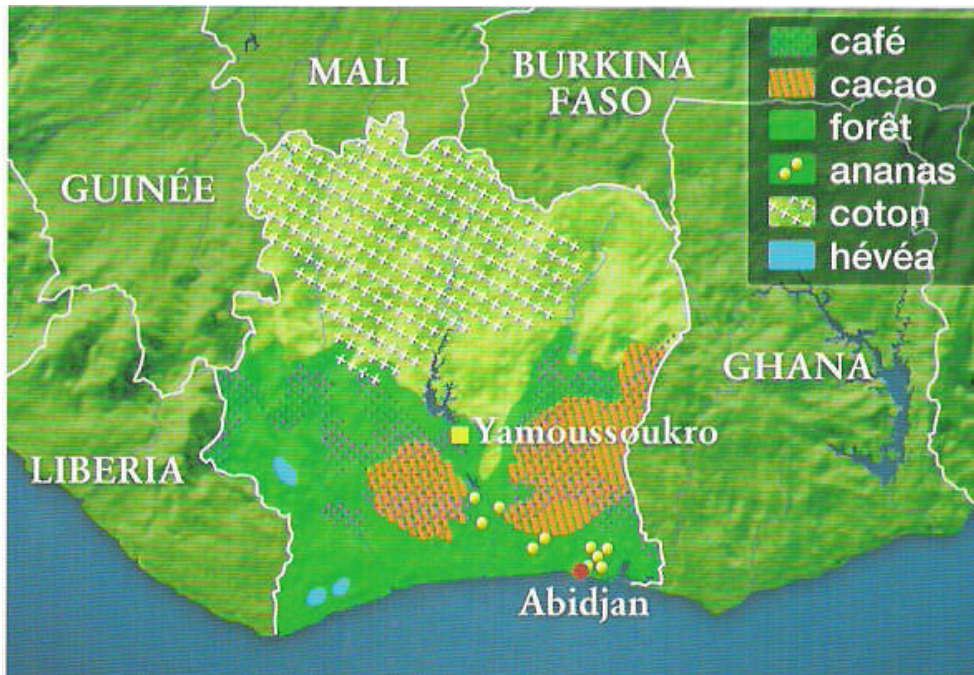 MALI
BURKINA
FASO
café
cacao
forêt
ananas
coton
hévéa
GUINÉE
GHANA
Yamoussoukro
LIBERIA
Abidjan